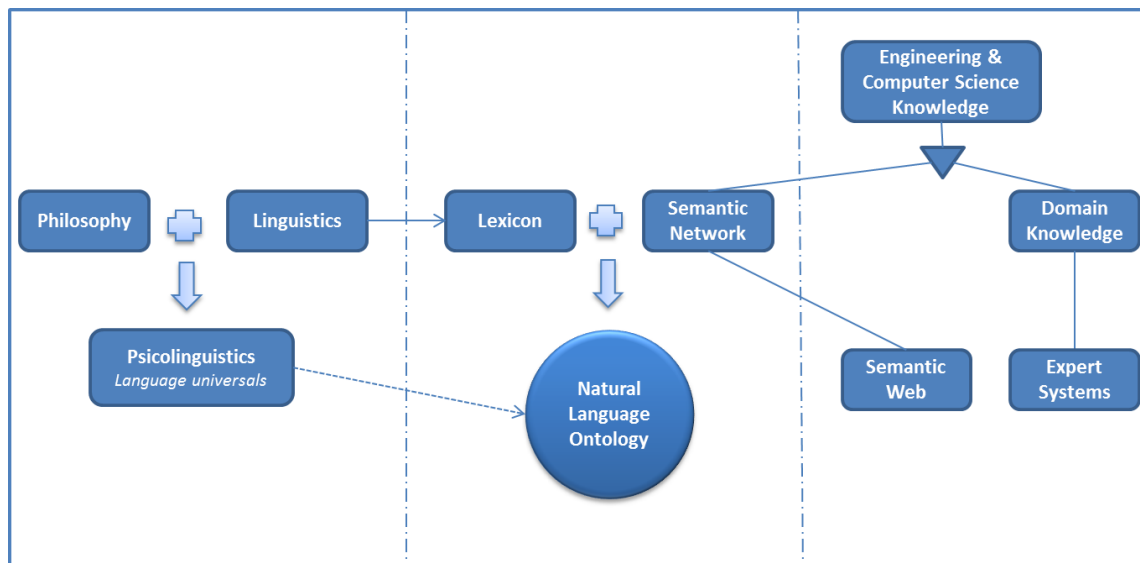 Engineering &
Computer Science
Knowledge
Philosophy
Linguistics
Lexicon
Semantic
Network
Domain
Knowledge
Psicolinguistics
Language universals
Natural
Language
Ontology
Semantic
Web
Expert
Systems